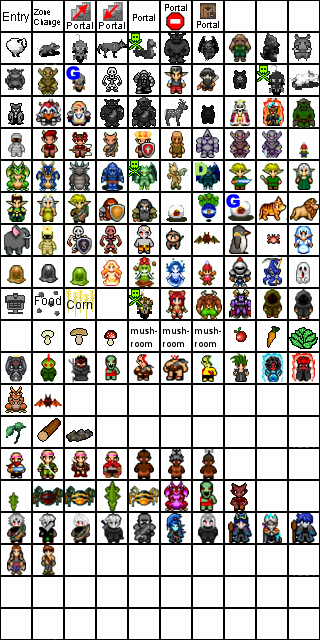 Entry
Zone
Change
Portal
Portal
Portal
Portal
Portal
G
D
G
Food
Corn
mush-
room
mush-
room
mush-
room